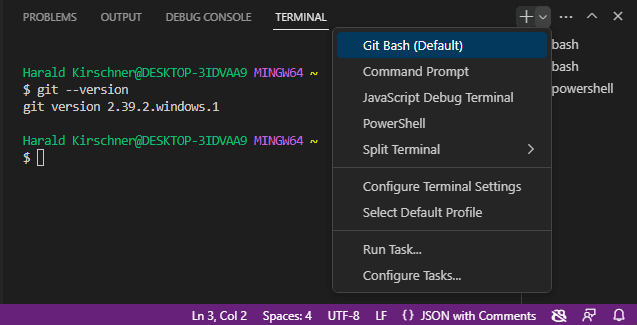 PROBLEMS OUTPUT DEBUG CONSOLE TERMINAL
Harald Kirschner@DESKTOP-3IDVAA9 MINGW64 ~
$ git --version
git version 2.39.2.windows.1
Harald Kirschner@DESKTOP-3IDVAA9 MINGW64 ~
$
Git Bash (Default)
Command Prompt
JavaScript Debug Terminal
PowerShell
Split Terminal
Configure Terminal Settings
Select Default Profile
Run Task...
Configure Tasks...
bash
bash
powershell
Ln 3, Col 2 Spaces: 4 UTF-8 LF {} JSON with Comments